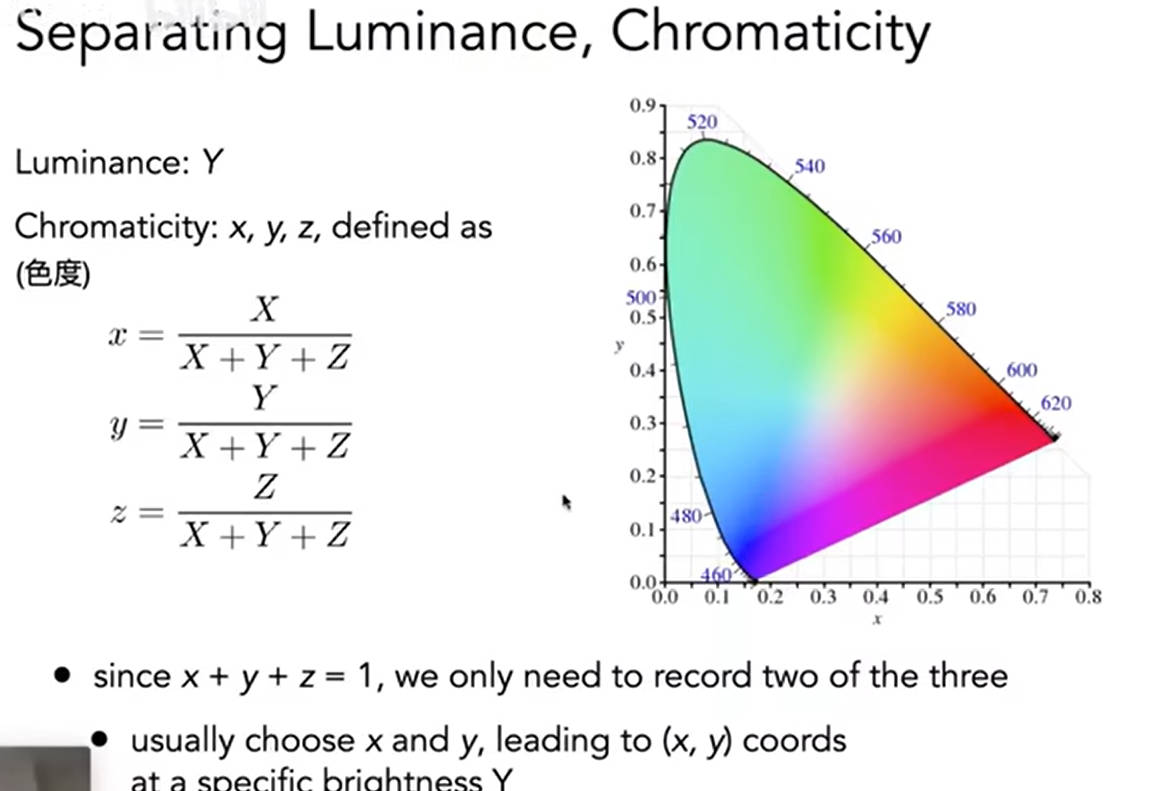 Separating Luminance, Chromaticity
Luminance: Y
Chromaticity: x, y, z, defined as
(色度)
x = X / (X + Y + Z)
y = Y / (X + Y + Z)
z = Z / (X + Y + Z)
0.9
520
0.8
540
0.7
560
0.6
500
580
0.5
y
0.4
600
620
0.3
0.2
480
0.1
460
0.0
0.0 0.1 0.2 0.3 0.4 0.5 0.6 0.7 0.8
x
• since x + y + z = 1, we only need to record two of the three
• usually choose x and y, leading to (x, y) coords
at a specific brightness Y